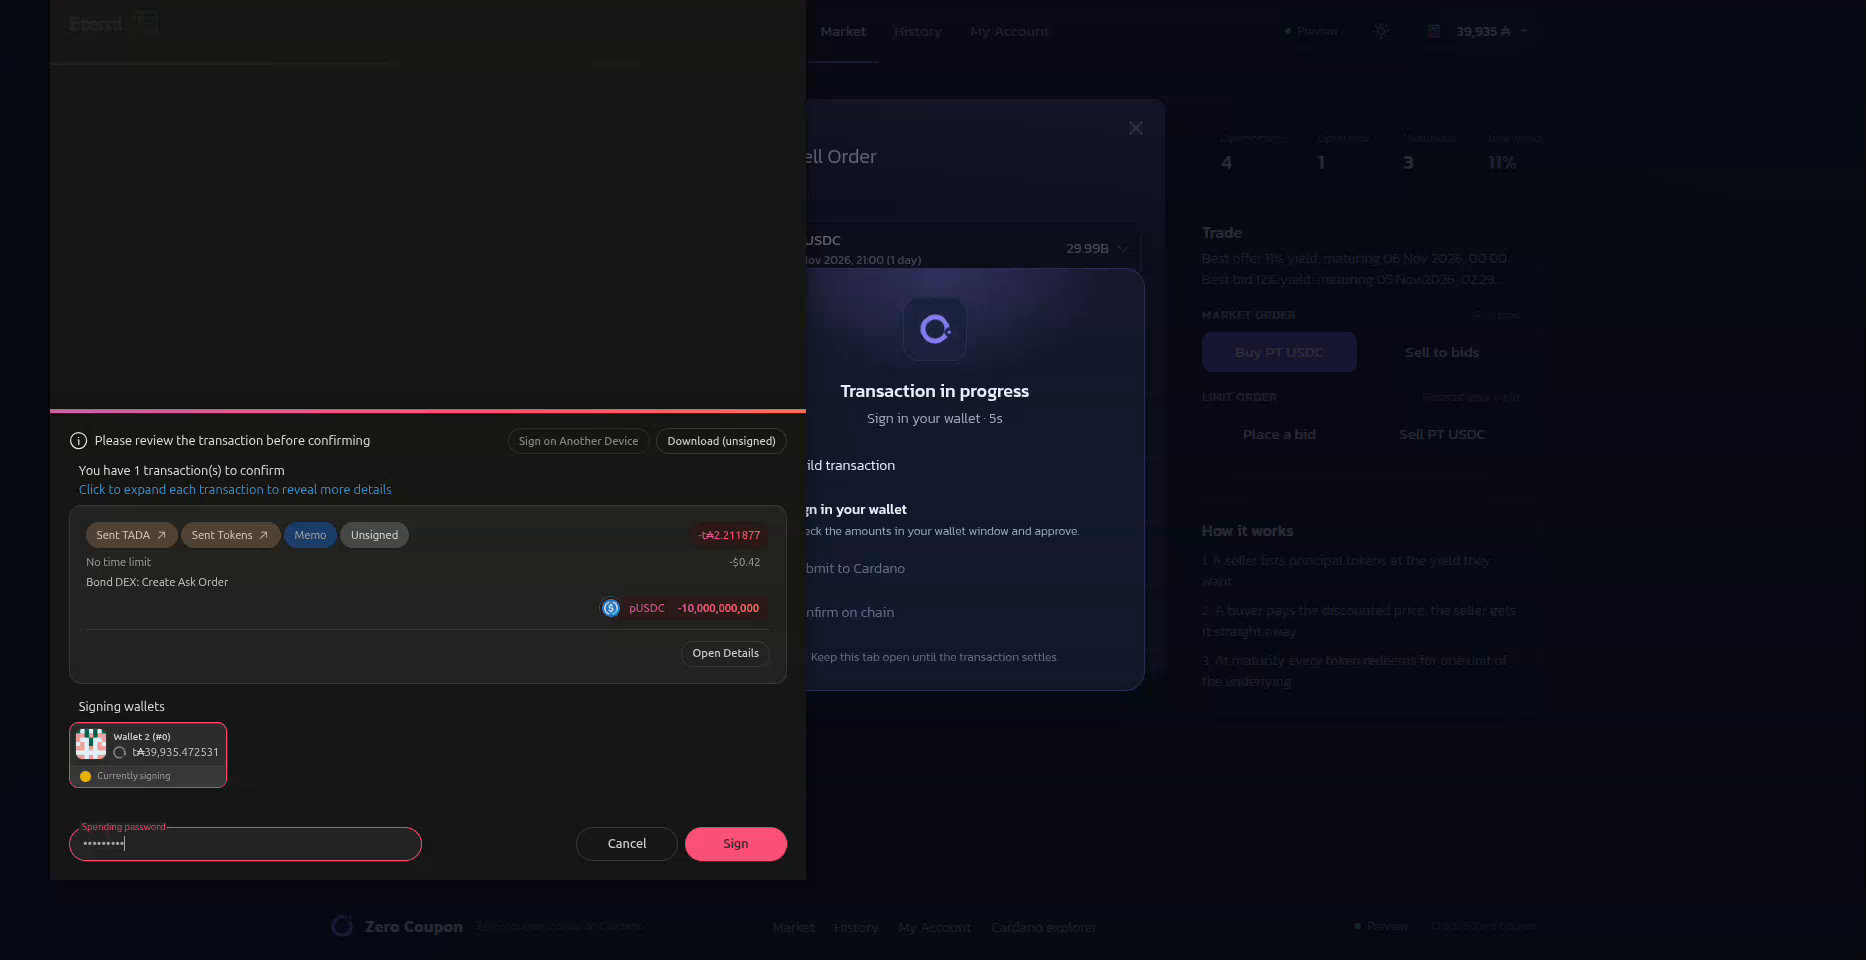 Eternl
Please review the transaction before confirming
Sign on Another Device
Download (unsigned)
You have 1 transaction(s) to confirm
Click to expand each transaction to reveal more details
Sent TADA
Sent Tokens
Memo
Unsigned
-t₳2.211877
No time limit
-$0.42
Bond DEX: Create Ask Order
pUSDC -10,000,000,000
Open Details
Signing wallets
Wallet 2 (#0)
t₳39,935.472531
Currently signing
Spending password
•••••••••
Cancel
Sign
Market
History
My Account
Preview
39,935 ₳
ell Order
USDC
29.99B
ov 2026, 21:00 (1 day)
Transaction in progress
Sign in your wallet · 5s
ild transaction
gn in your wallet
eck the amounts in your wallet window and approve.
bmit to Cardano
nfirm on chain
Keep this tab open until the transaction settles
4
1
3
11%
Trade
Best offer 11% yield, maturing 06 Nov 2026, 00:00.
Best bid 12% yield, maturing 05 Nov 2026, 02:29.
MARKET ORDER
Buy PT USDC
Sell to bids
LIMIT ORDER
Place a bid
Sell PT USDC
How it works
1. A seller lists principal tokens at the yield they
want.
2. A buyer pays the discounted price, the seller gets
it straight away.
3. At maturity every token redeems for one unit of
the underlying.
Zero Coupon
Zero-coupon bonds on Cardano
Market
History
My Account
Cardano explorer
Preview